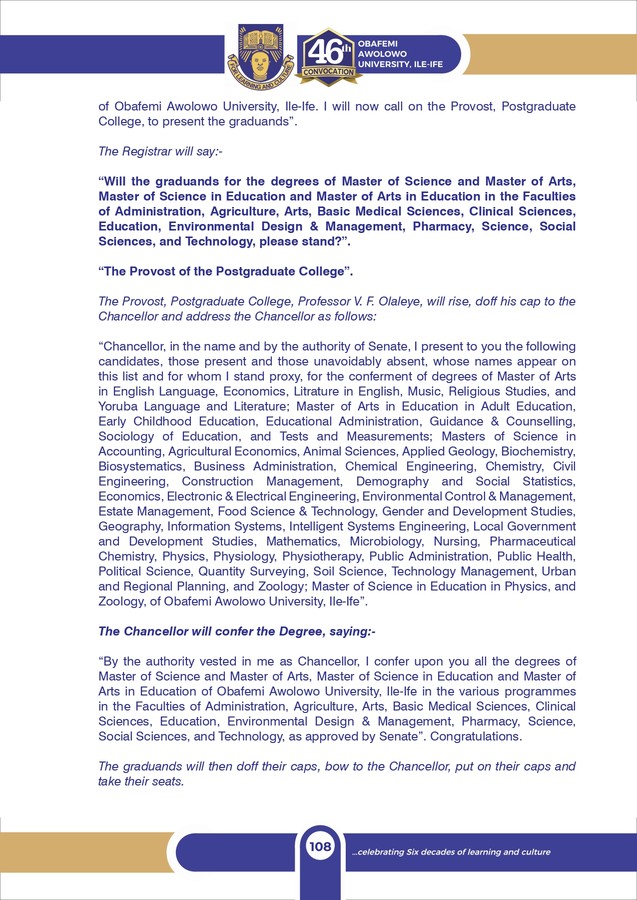 FOR LEARNING AND CULTURE
46th
CONVOCATION
OBAFEMI
AWOLOWO
UNIVERSITY, ILE-IFE
of Obafemi Awolowo University, Ile-Ife. I will now call on the Provost, Postgraduate
College, to present the graduands”.
The Registrar will say:-
“Will the graduands for the degrees of Master of Science and Master of Arts,
Master of Science in Education and Master of Arts in Education in the Faculties
of Administration, Agriculture, Arts, Basic Medical Sciences, Clinical Sciences,
Education, Environmental Design & Management, Pharmacy, Science, Social
Sciences, and Technology, please stand?”.
“The Provost of the Postgraduate College”.
The Provost, Postgraduate College, Professor V. F. Olaleye, will rise, doff his cap to the
Chancellor and address the Chancellor as follows:
“Chancellor, in the name and by the authority of Senate, I present to you the following
candidates, those present and those unavoidably absent, whose names appear on
this list and for whom I stand proxy, for the conferment of degrees of Master of Arts
in English Language, Economics, Litrature in English, Music, Religious Studies, and
Yoruba Language and Literature; Master of Arts in Education in Adult Education,
Early Childhood Education, Educational Administration, Guidance & Counselling,
Sociology of Education, and Tests and Measurements; Masters of Science in
Accounting, Agricultural Economics, Animal Sciences, Applied Geology, Biochemistry,
Biosystematics, Business Administration, Chemical Engineering, Chemistry, Civil
Engineering, Construction Management, Demography and Social Statistics,
Economics, Electronic & Electrical Engineering, Environmental Control & Management,
Estate Management, Food Science & Technology, Gender and Development Studies,
Geography, Information Systems, Intelligent Systems Engineering, Local Government
and Development Studies, Mathematics, Microbiology, Nursing, Pharmaceutical
Chemistry, Physics, Physiology, Physiotherapy, Public Administration, Public Health,
Political Science, Quantity Surveying, Soil Science, Technology Management, Urban
and Regional Planning, and Zoology; Master of Science in Education in Physics, and
Zoology, of Obafemi Awolowo University, Ile-Ife”.
The Chancellor will confer the Degree, saying:-
“By the authority vested in me as Chancellor, I confer upon you all the degrees of
Master of Science and Master of Arts, Master of Science in Education and Master of
Arts in Education of Obafemi Awolowo University, Ile-Ife in the various programmes
in the Faculties of Administration, Agriculture, Arts, Basic Medical Sciences, Clinical
Sciences, Education, Environmental Design & Management, Pharmacy, Science,
Social Sciences, and Technology, as approved by Senate”. Congratulations.
The graduands will then doff their caps, bow to the Chancellor, put on their caps and
take their seats.
108
...celebrating Six decades of learning and culture